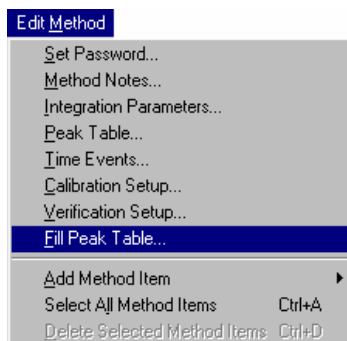 Edit Method
Set Password...
Method Notes...
Integration Parameters...
Peak Table...
Time Events...
Calibration Setup...
Verification Setup...
Fill Peak Table...
Add Method Item
Select All Method Items Ctrl+A
Delete Selected Method Items Ctrl+D